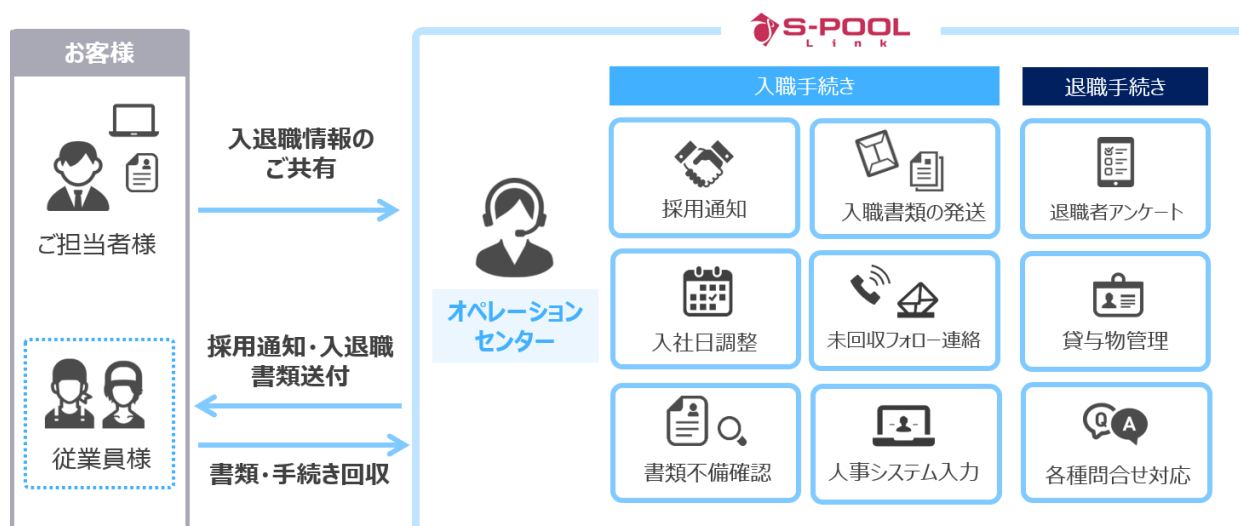 お客様
ご担当者様
従業員様
入退職情報の
ご共有
採用通知・入退職
書類送付
書類・手続き回収
S-POOL
Link
オペレーション
センター
入職手続き
採用通知
入職書類の発送
入社日調整
未回収フォロー連絡
書類不備確認
人事システム入力
退職手続き
退職者アンケート
貸与物管理
Q A
各種問合せ対応